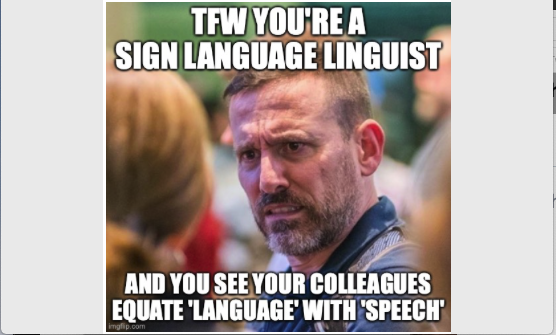 TFW YOU'RE A
SIGN LANGUAGE LINGUIST
AND YOU SEE YOUR COLLEAGUES
EQUATE 'LANGUAGE' WITH 'SPEECH'
imgflip.com